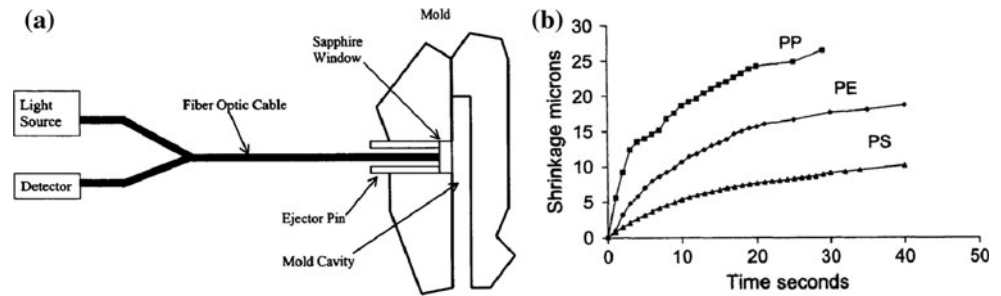 (a)
Mold
Sapphire
Window
Fiber Optic Cable
Light
Source
Detector
Ejector Pin
Mold Cavity
(b)
Shrinkage microns
30
25
20
15
10
5
0
PP
PE
PS
0 10 20 30 40 50
Time seconds